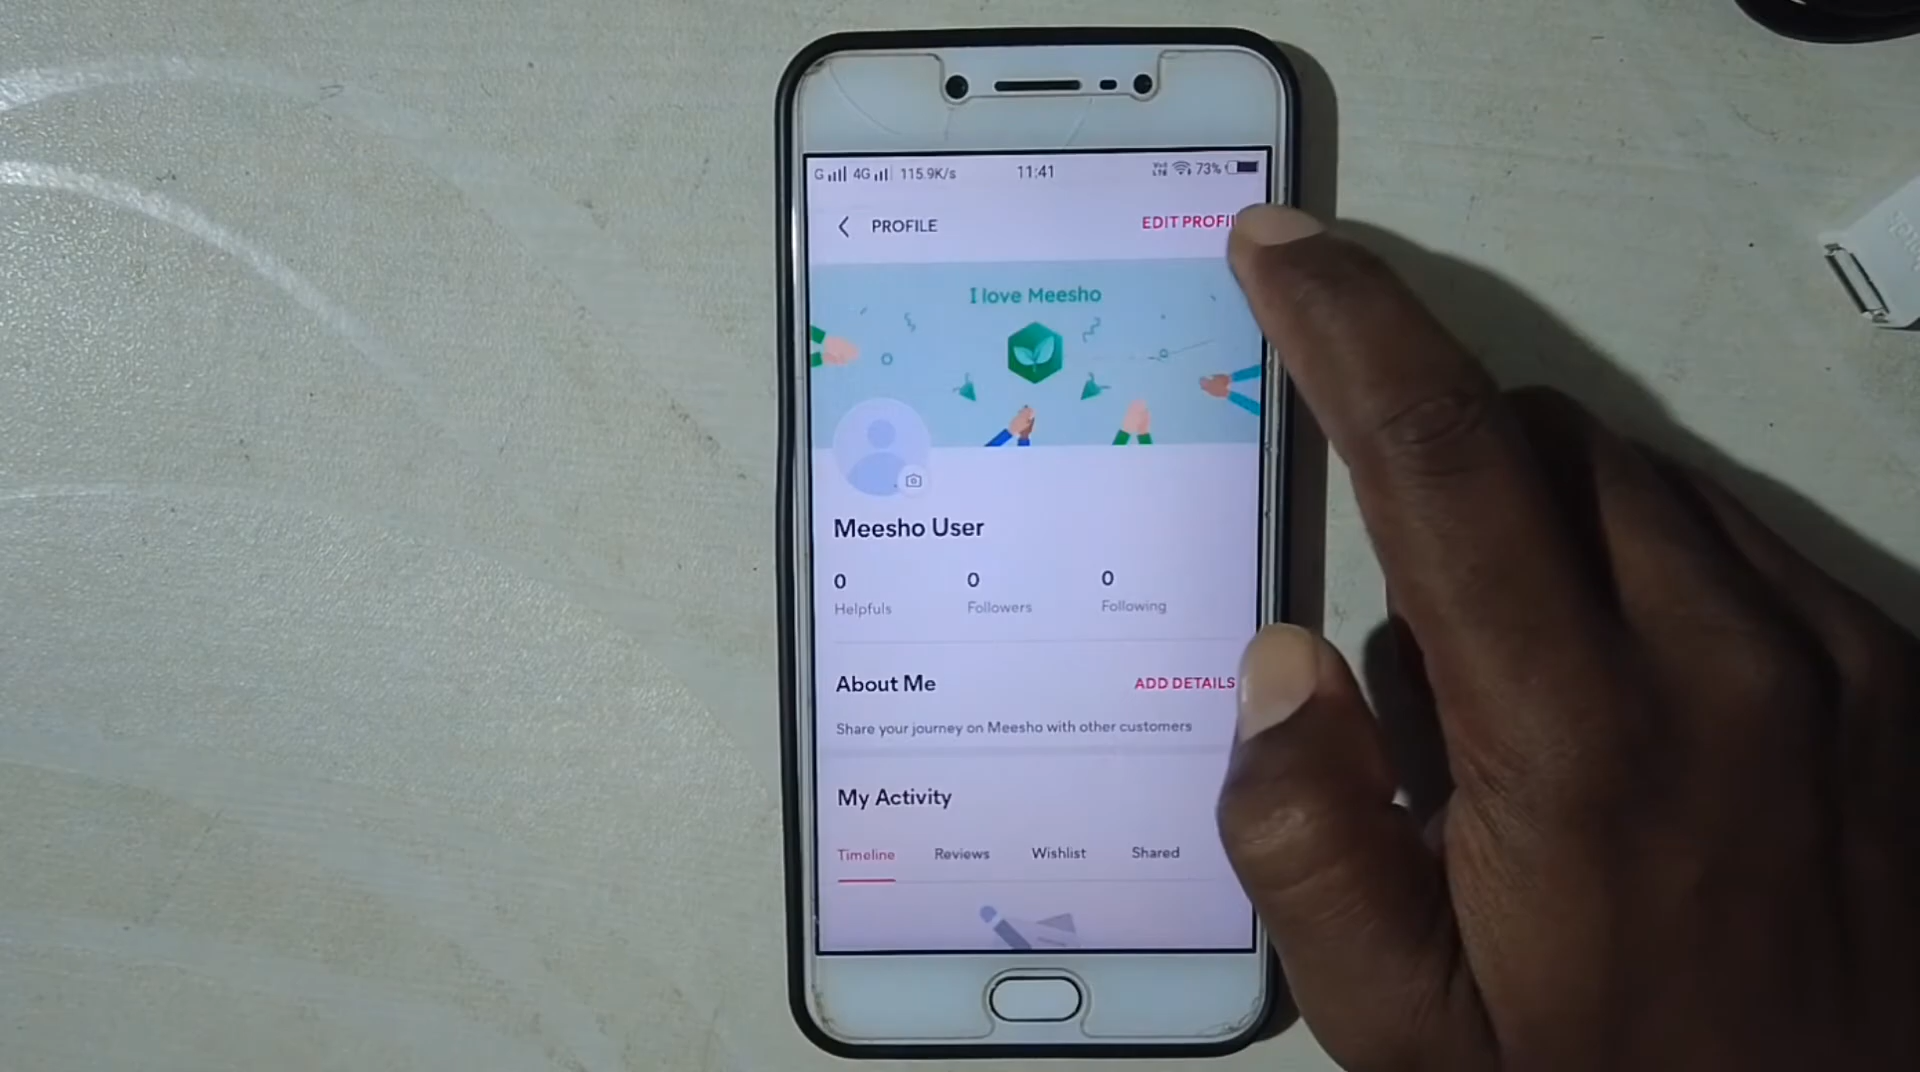 G 4G 115.9K/s 11:41 73%
PROFILE EDIT PROFI
I love Meesho
Meesho User
0 0 0
Helpfuls Followers Following
About Me ADD DETAILS
Share your journey on Meesho with other customers
My Activity
Timeline Reviews Wishlist Shared